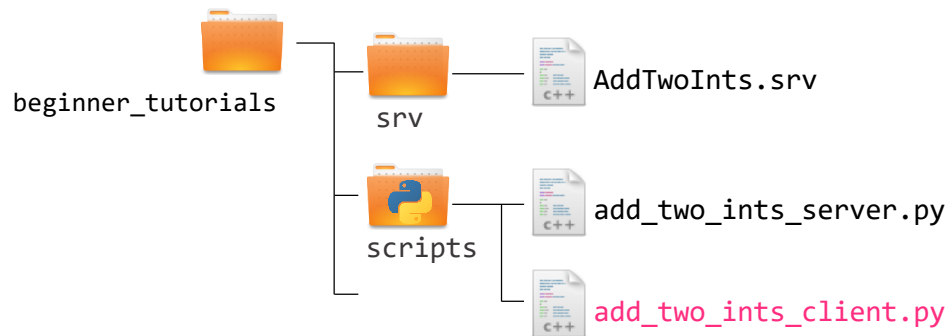 beginner_tutorials
srv
AddTwoInts.srv
C++
scripts
add_two_ints_server.py
C++
add_two_ints_client.py
C++